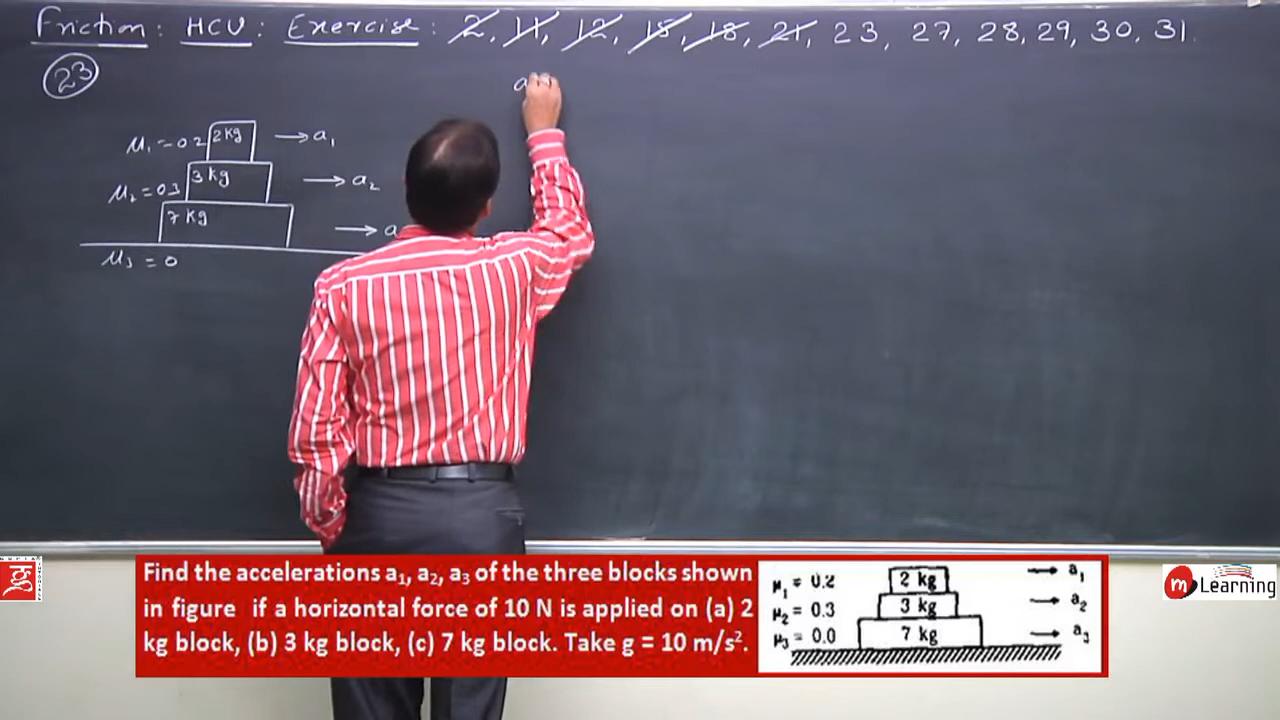 Friction : HCV : Exercise : 2, 11, 12, 15, 18, 21, 23, 27, 28, 29, 30, 31.
23
a
μ₁ = 0.2 2 kg → a₁
μ₂ = 0.3 3 kg → a₂
7 kg → a
μ₃ = 0
Find the accelerations a₁, a₂, a₃ of the three blocks shown
in figure if a horizontal force of 10 N is applied on (a) 2
kg block, (b) 3 kg block, (c) 7 kg block. Take g = 10 m/s².
μ₁ = 0.2 2 kg → a₁
μ₂ = 0.3 3 kg → a₂
μ₃ = 0.0 7 kg → a₃
m Learning